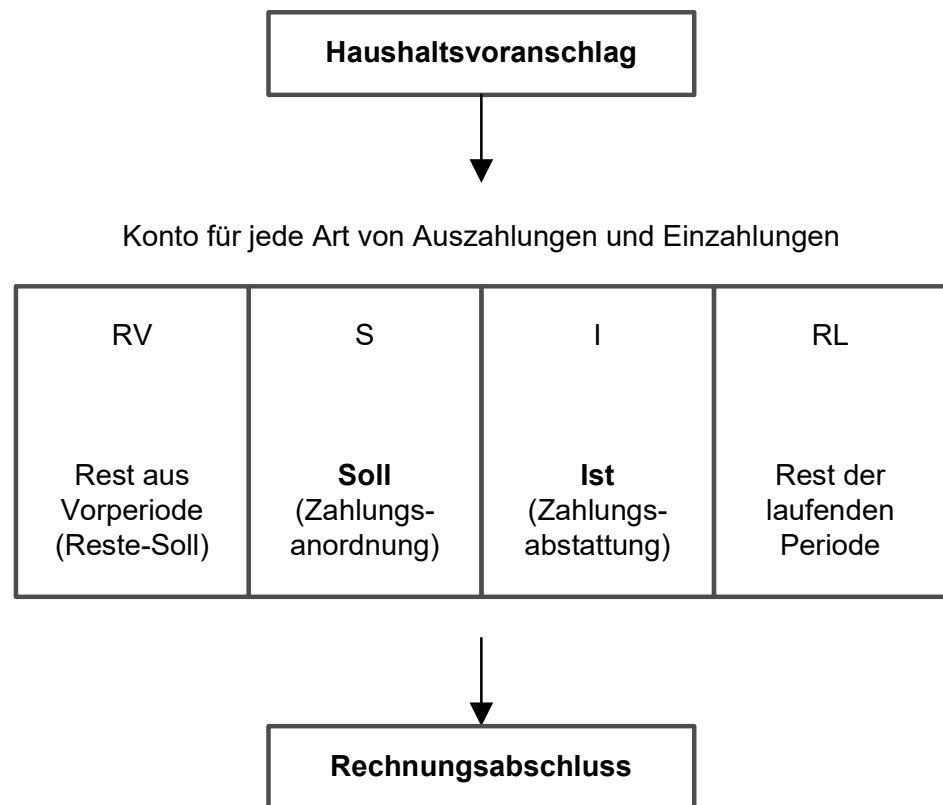 Haushaltsvoranschlag
Konto für jede Art von Auszahlungen und Einzahlungen
RV
Rest aus
Vorperiode
(Reste-Soll)
S
Soll
(Zahlungs-
anordnung)
I
Ist
(Zahlungs-
abstattung)
RL
Rest der
laufenden
Periode
Rechnungsabschluss